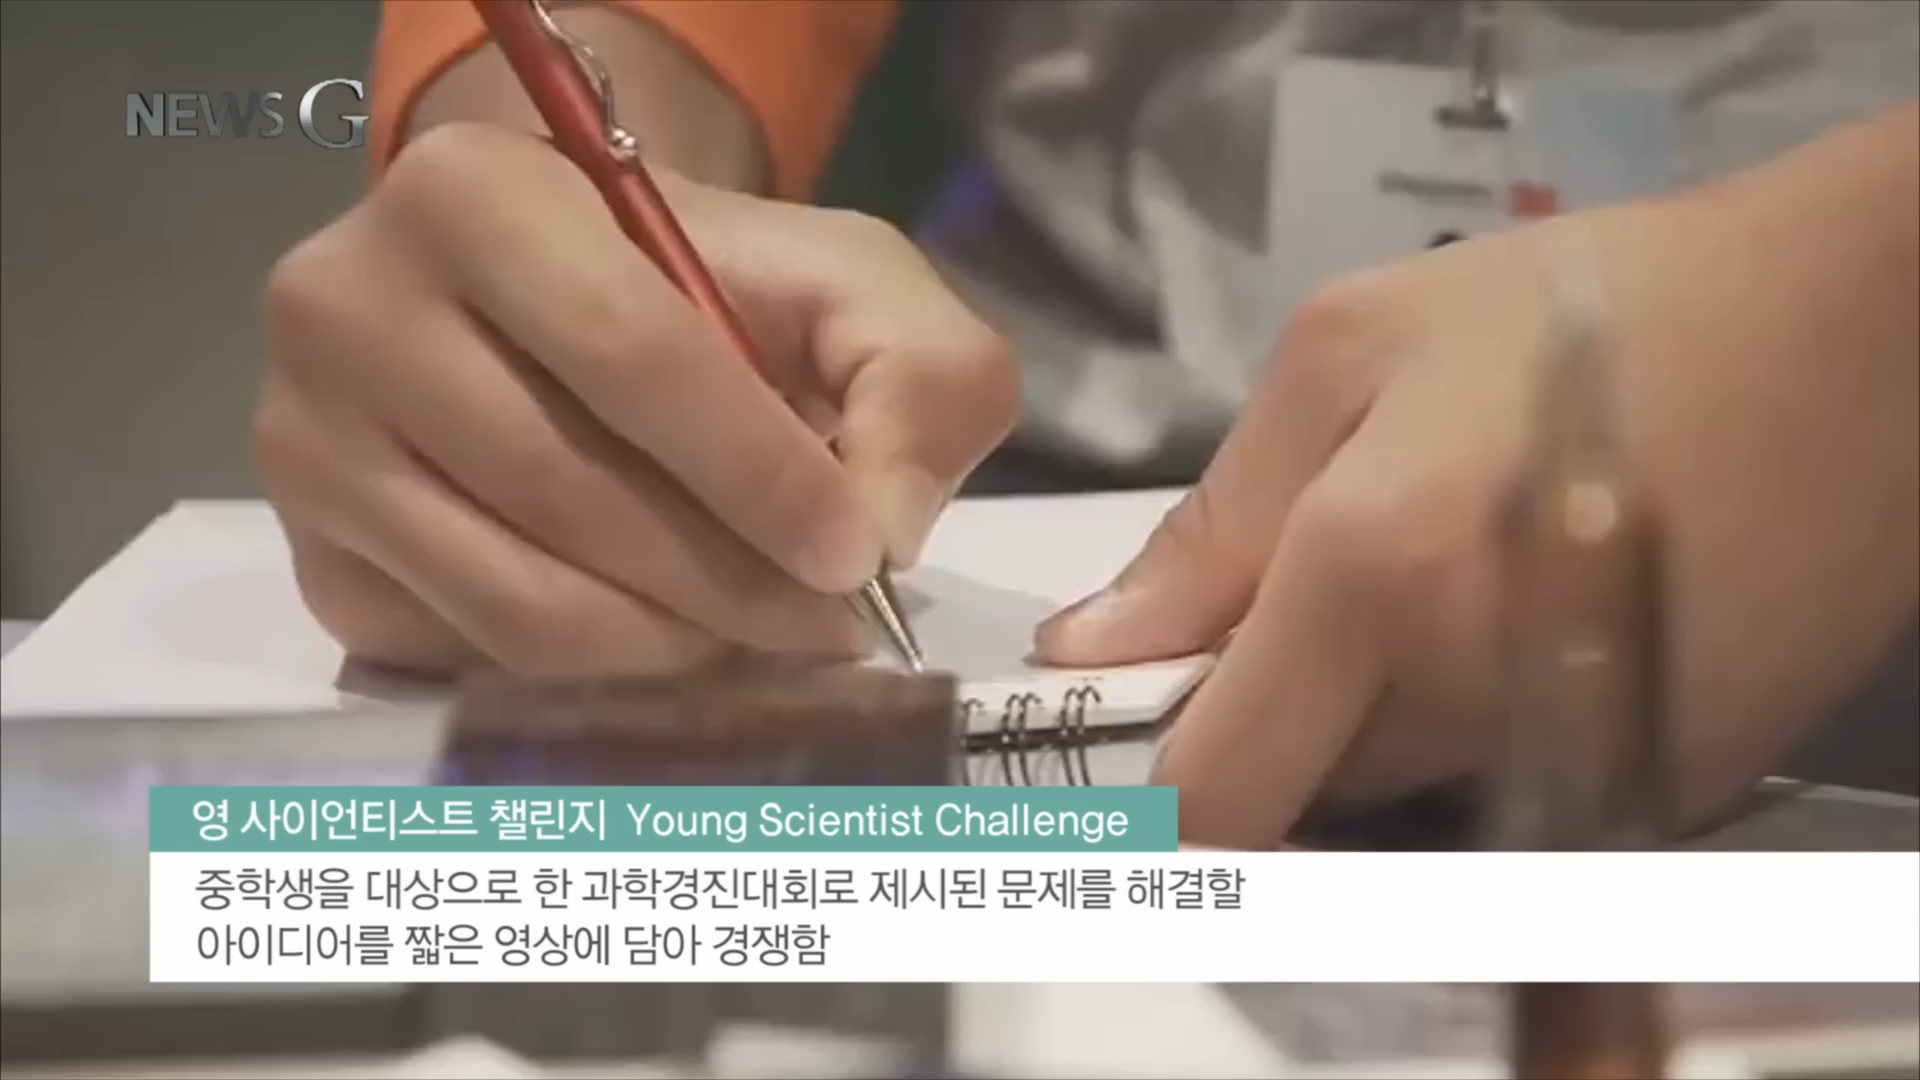 NEWS G
영 사이언티스트 챌린지 Young Scientist Challenge
중학생을 대상으로 한 과학경진대회로 제시된 문제를 해결할
아이디어를 짧은 영상에 담아 경쟁함